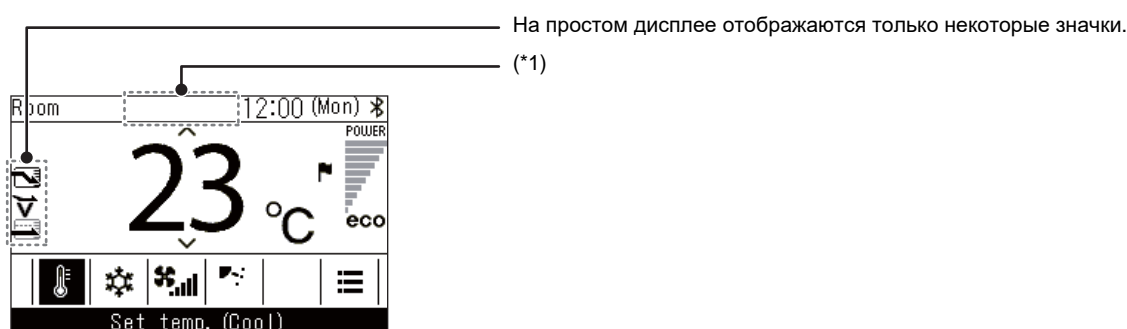 На простом дисплее отображаются только некоторые значки.
(*1)
Room 12:00 (Mon)
POWER
23 °C
eco
Set temp. (Cool)